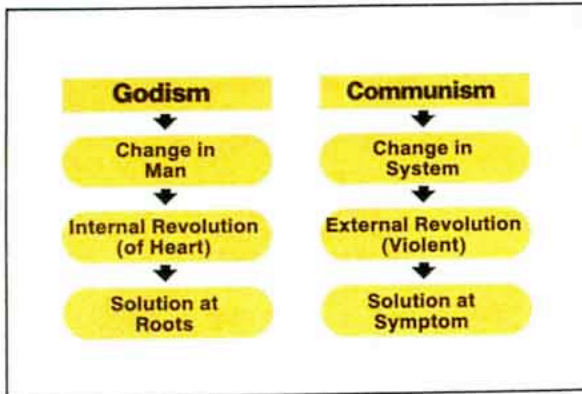 Godism
Change in
Man
Internal Revolution
(of Heart)
Solution at
Roots
Communism
Change in
System
External Revolution
(Violent)
Solution at
Symptom